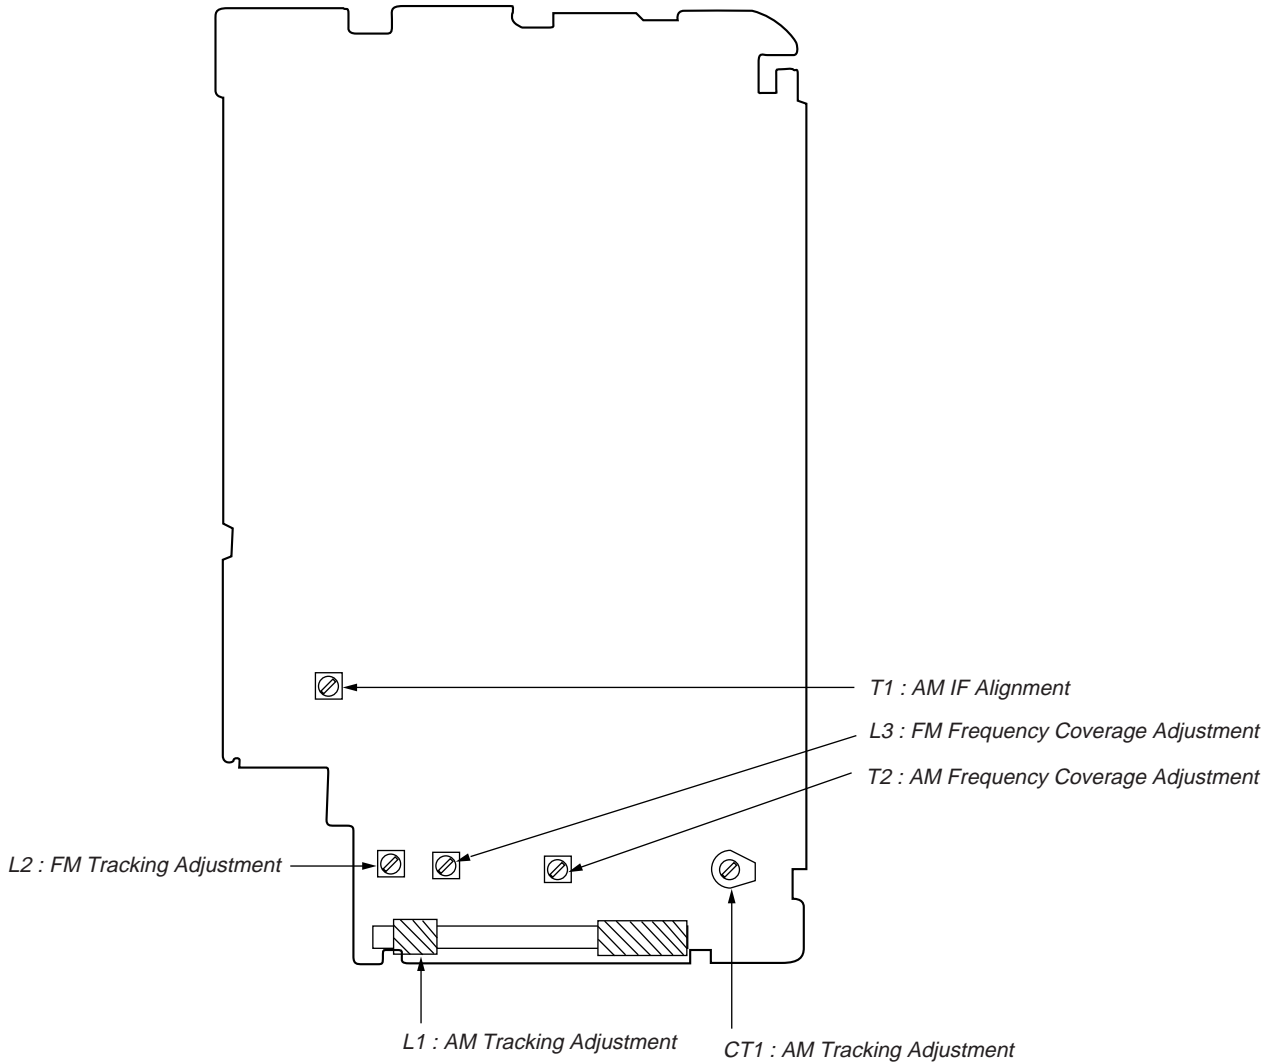 T1 : AM IF Alignment
L3 : FM Frequency Coverage Adjustment
T2 : AM Frequency Coverage Adjustment
L2 : FM Tracking Adjustment
L1 : AM Tracking Adjustment
CT1 : AM Tracking Adjustment